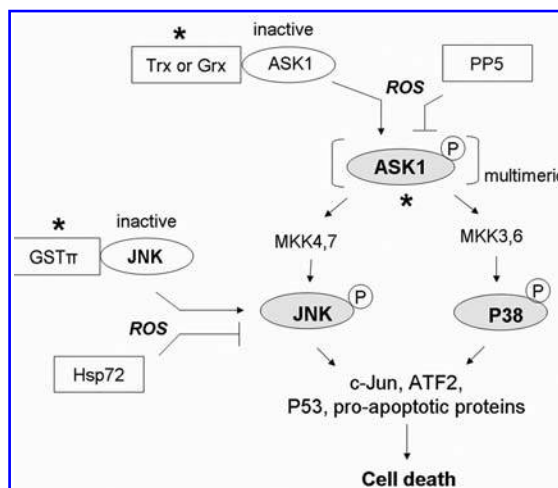 *
inactive
Trx or Grx
ASK1
ROS
PP5
P
ASK1
multimeric
*
*
inactive
MKK4,7
MKK3,6
GSTπ
JNK
P
P
JNK
P38
ROS
Hsp72
c-Jun, ATF2,
P53, pro-apoptotic proteins
Cell death